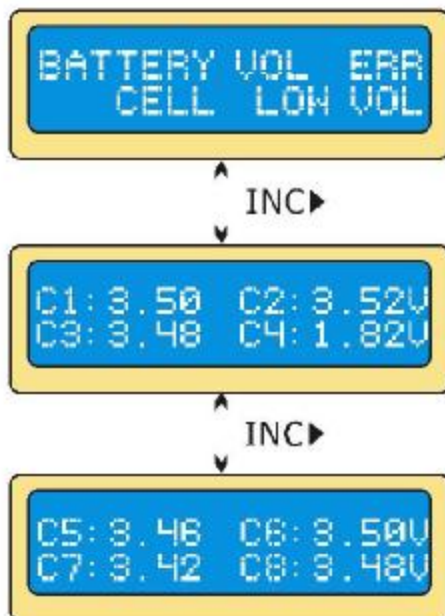 BATTERY VOL ERR
CELL LOW VOL
INC▶
C1:3.50 C2:3.52V
C3:3.48 C4:1.82V
INC▶
C5:3.46 C6:3.50V
C7:3.42 C8:3.48V